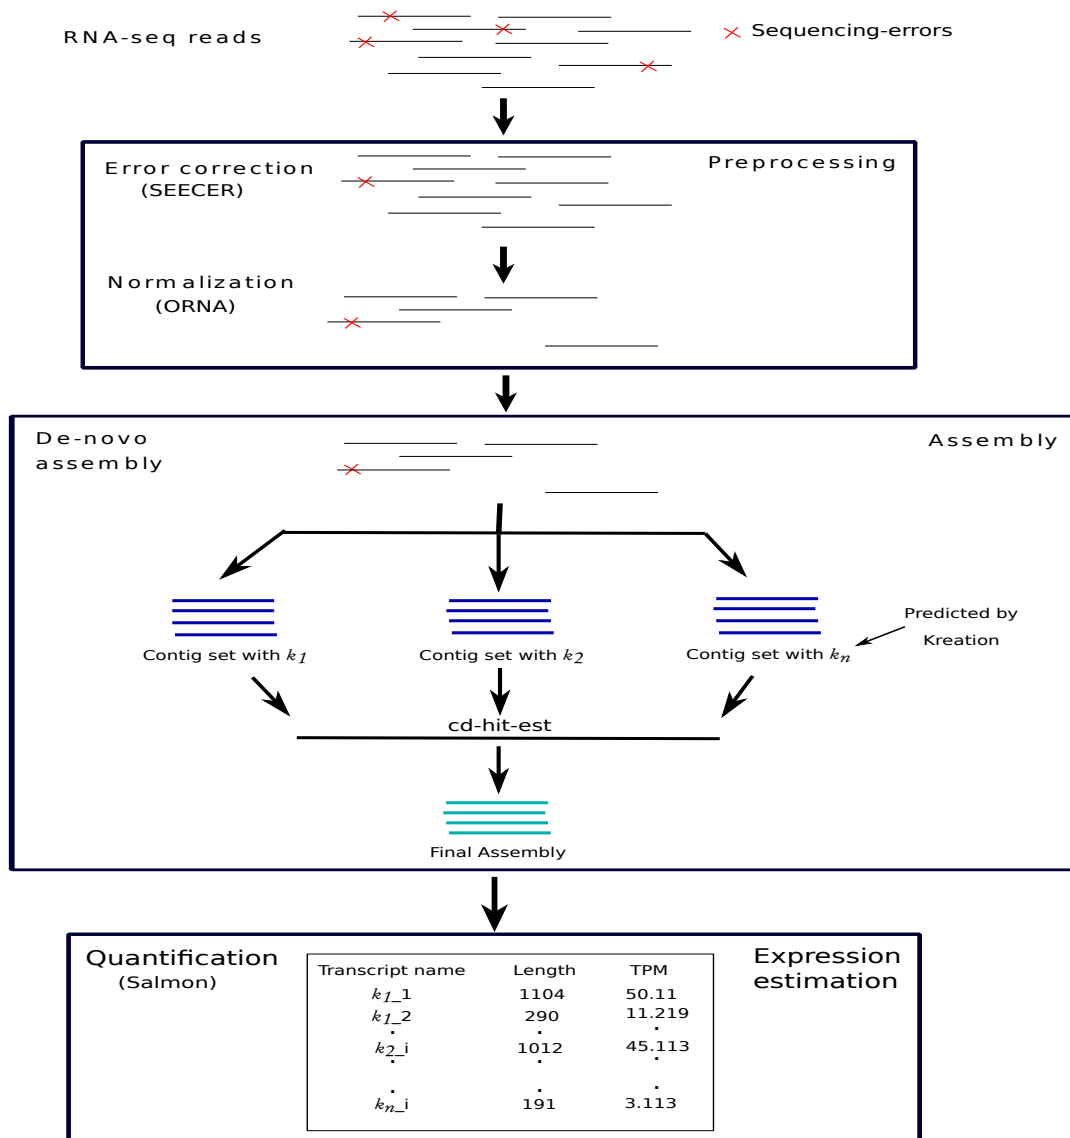 RNA-seq reads
Sequencing-errors
Error correction
(SEECER)
Preprocessing
Normalization
(ORNA)
De-novo
assembly
Assembly
Contig set with k1
Contig set with k2
Contig set with kn
Predicted by
Kreation
cd-hit-est
Final Assembly
Quantification
(Salmon)
Expression
estimation
Transcript name Length TPM
k1_1 1104 50.11
k1_2 290 11.219
. . .
k2_i 1012 45.113
. . .
. . .
kn_i 191 3.113